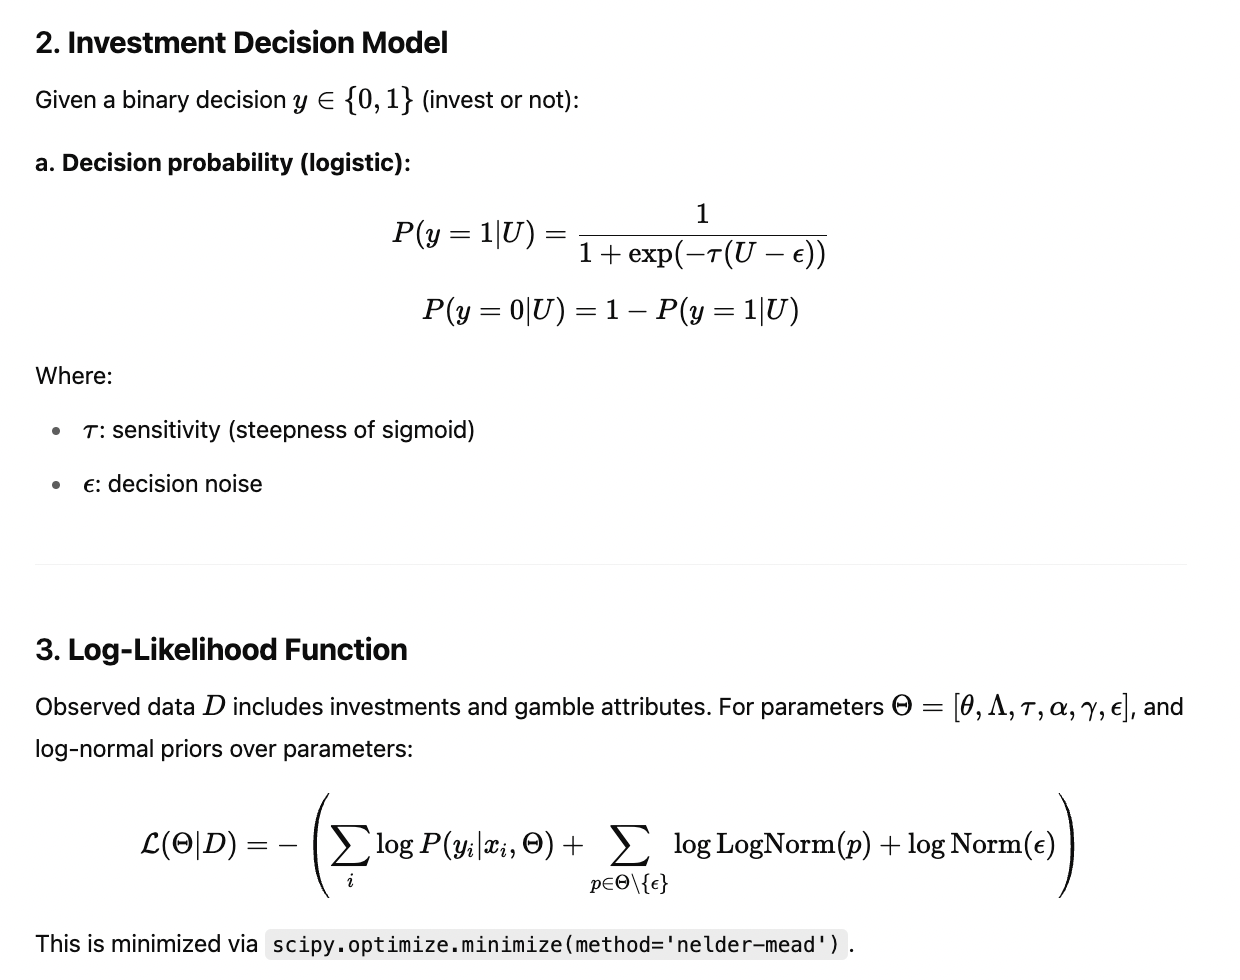 2. Investment Decision Model
Given a binary decision y ∈ {0, 1} (invest or not):
a. Decision probability (logistic):
P(y = 1|U) = 1 / (1 + exp(−τ(U − ϵ)))
P(y = 0|U) = 1 − P(y = 1|U)
Where:
• τ: sensitivity (steepness of sigmoid)
• ϵ: decision noise
3. Log-Likelihood Function
Observed data D includes investments and gamble attributes. For parameters Θ = [θ, Λ, τ, α, γ, ϵ], and
log-normal priors over parameters:
ℒ(Θ|D) = − ( ∑_i log P(y_i|x_i, Θ) + ∑_{p∈Θ\{ϵ}} log LogNorm(p) + log Norm(ϵ) )
This is minimized via scipy.optimize.minimize(method='nelder-mead') .